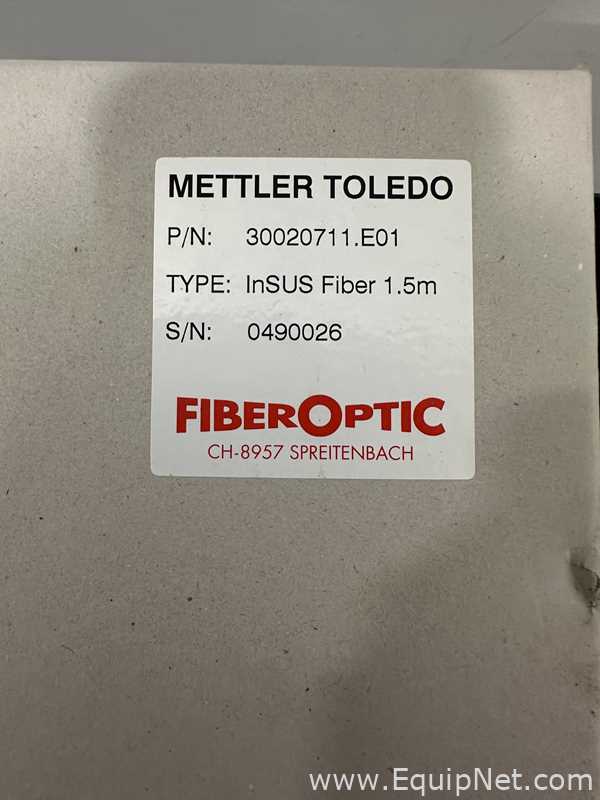 METTLER TOLEDO
P/N: 30020711.E01
TYPE: InSUS Fiber 1.5m
S/N: 0490026
FIBEROPTIC
CH-8957 SPREITENBACH
www.EquipNet.com